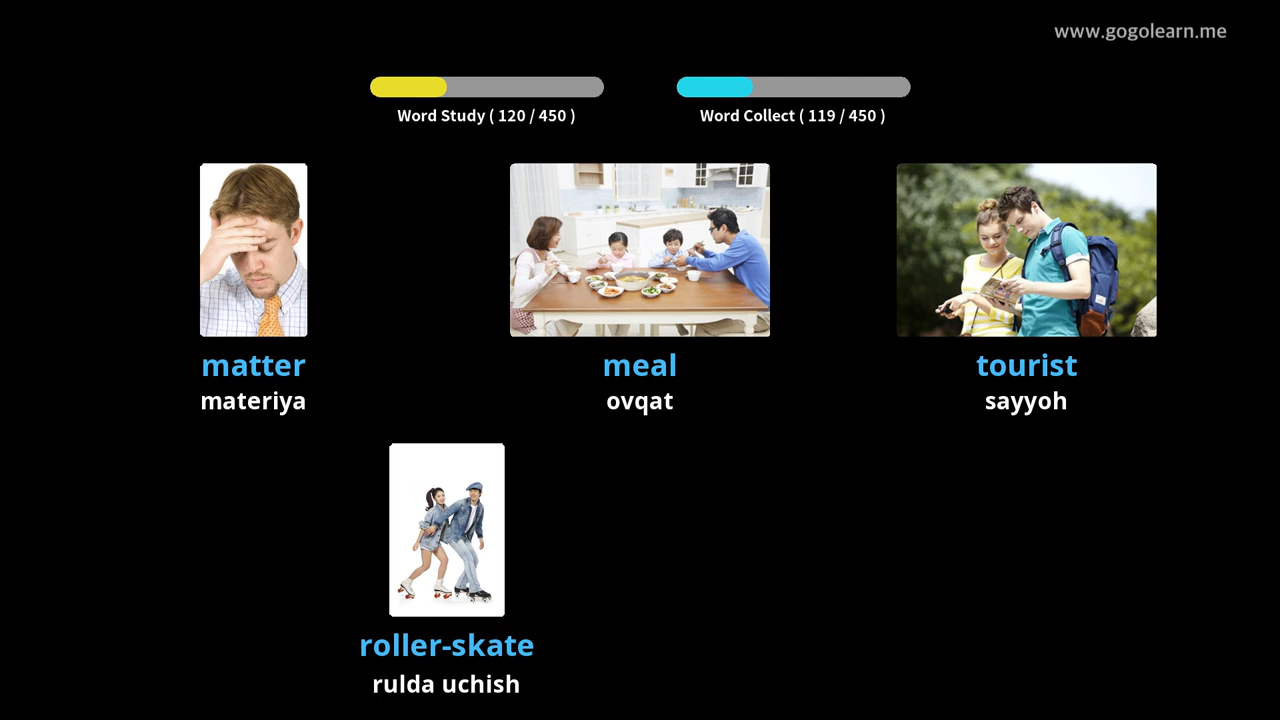 www.gogolearn.me
Word Study ( 120 / 450 )
Word Collect ( 119 / 450 )
matter
materiya
meal
ovqat
tourist
sayyoh
roller-skate
rulda uchish